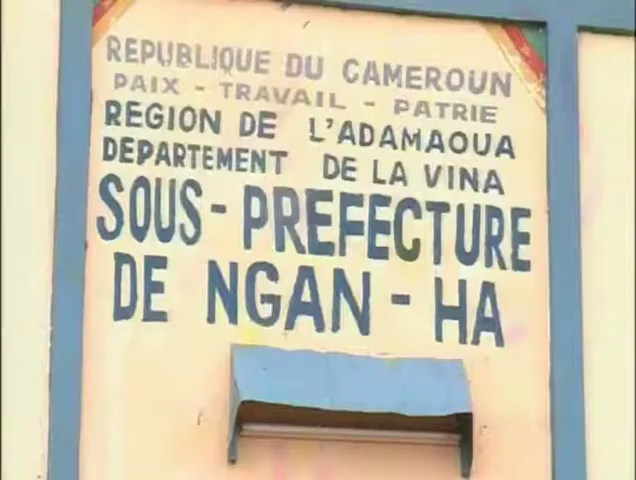 REPUBLIQUE DU CAMEROUN
PAIX - TRAVAIL - PATRIE
REGION DE L'ADAMAOUA
DEPARTEMENT DE LA VINA
SOUS - PREFECTURE
DE NGAN - HA